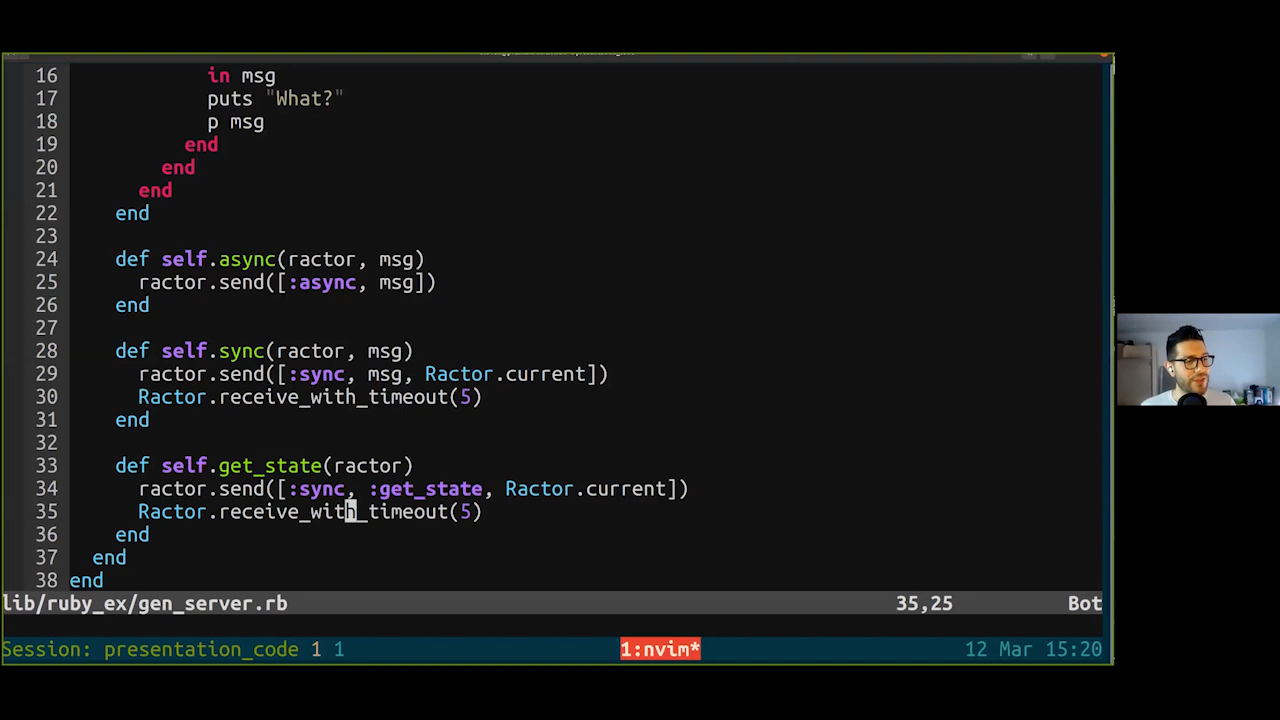 16 in msg
17 puts "What?"
18 p msg
19 end
20 end
21 end
22 end
23
24 def self.async(ractor, msg)
25 ractor.send([:async, msg])
26 end
27
28 def self.sync(ractor, msg)
29 ractor.send([:sync, msg, Ractor.current])
30 Ractor.receive_with_timeout(5)
31 end
32
33 def self.get_state(ractor)
34 ractor.send([:sync, :get_state, Ractor.current])
35 Ractor.receive_with_timeout(5)
36 end
37 end
38 end
lib/ruby_ex/gen_server.rb 35,25 Bot
Session: presentation_code 1 1 1:nvim* 12 Mar 15:20